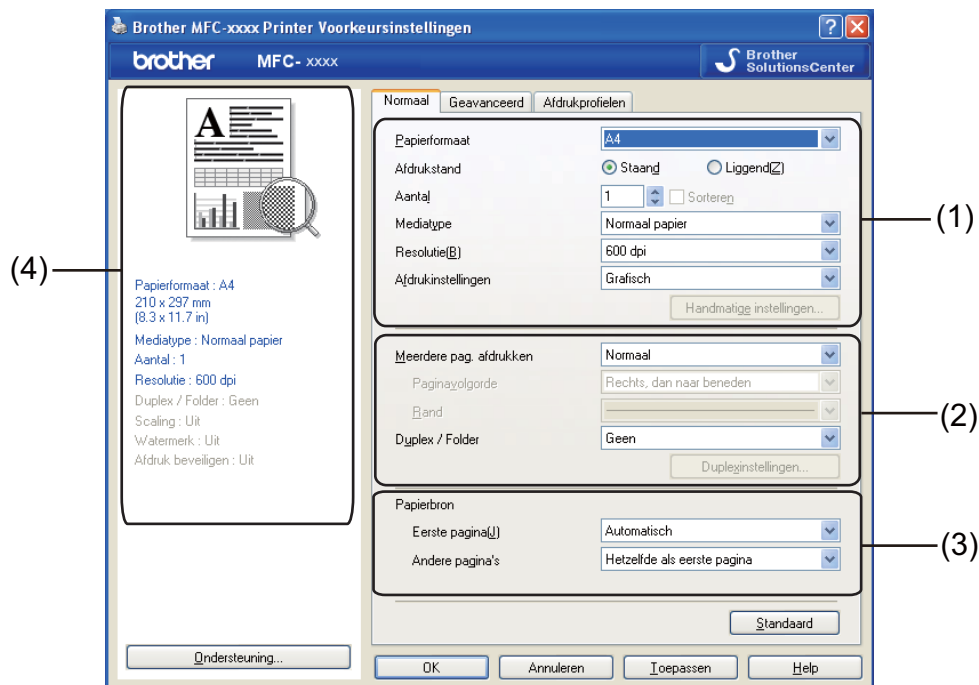 Brother MFC-xxxx Printer Voorkeursinstellingen
brother MFC- xxxx
Brother SolutionsCenter
Normaal Geavanceerd Afdrukprofielen
A
Papierformaat A4
Afdrukstand Staand Liggend(Z)
Aantal 1 Sorteren
Mediatype Normaal papier
Resolutie(B) 600 dpi
Afdrukinstellingen Grafisch
Handmatige instellingen...
(1)
(4)
Papierformaat : A4
210 x 297 mm
(8.3 x 11.7 in)
Mediatype : Normaal papier
Aantal : 1
Resolutie : 600 dpi
Duplex / Folder : Geen
Scaling : Uit
Watermerk : Uit
Afdruk beveiligen : Uit
Meerdere pag. afdrukken Normaal
Paginavolgorde Rechts, dan naar beneden
Rand
Duplex / Folder Geen
Duplexinstellingen...
(2)
Papierbron
Eerste pagina(J) Automatisch
Andere pagina's Hetzelfde als eerste pagina
(3)
Standaard
Ondersteuning...
OK Annuleren Toepassen Help